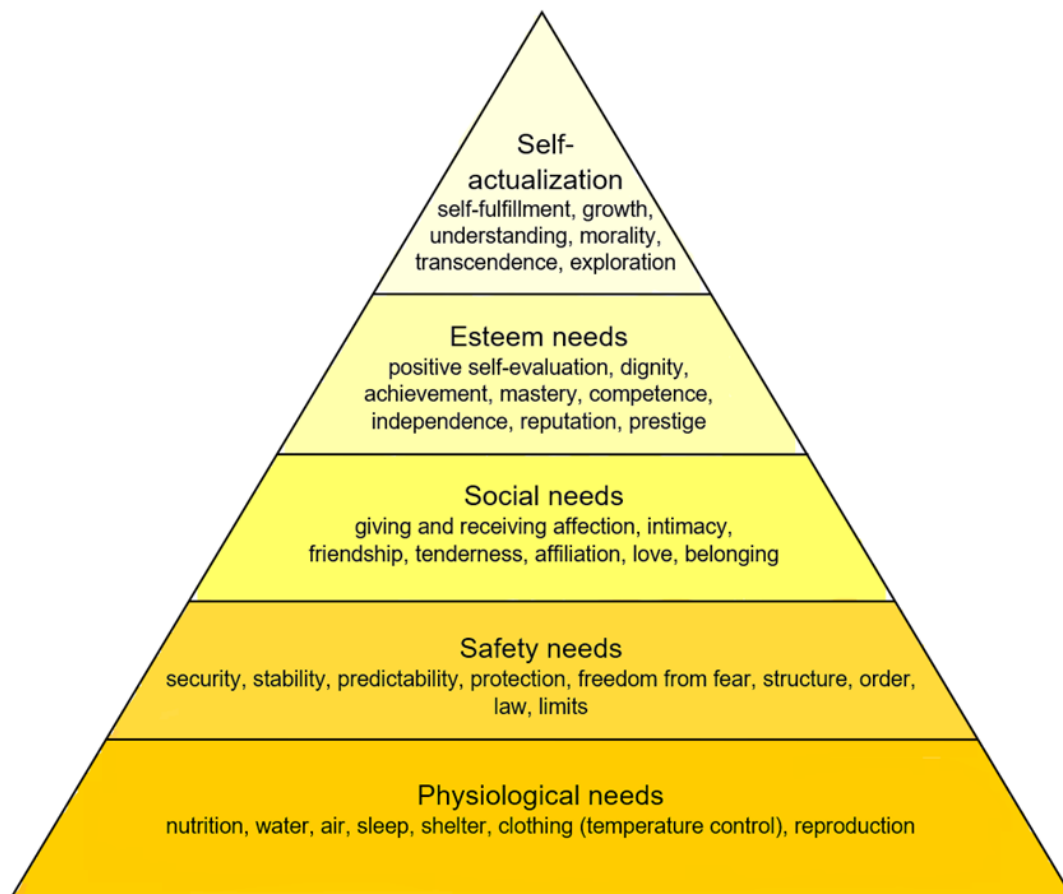 Self-
actualization
self-fulfillment, growth,
understanding, morality,
transcendence, exploration
Esteem needs
positive self-evaluation, dignity,
achievement, mastery, competence,
independence, reputation, prestige
Social needs
giving and receiving affection, intimacy,
friendship, tenderness, affiliation, love, belonging
Safety needs
security, stability, predictability, protection, freedom from fear, structure, order,
law, limits
Physiological needs
nutrition, water, air, sleep, shelter, clothing (temperature control), reproduction